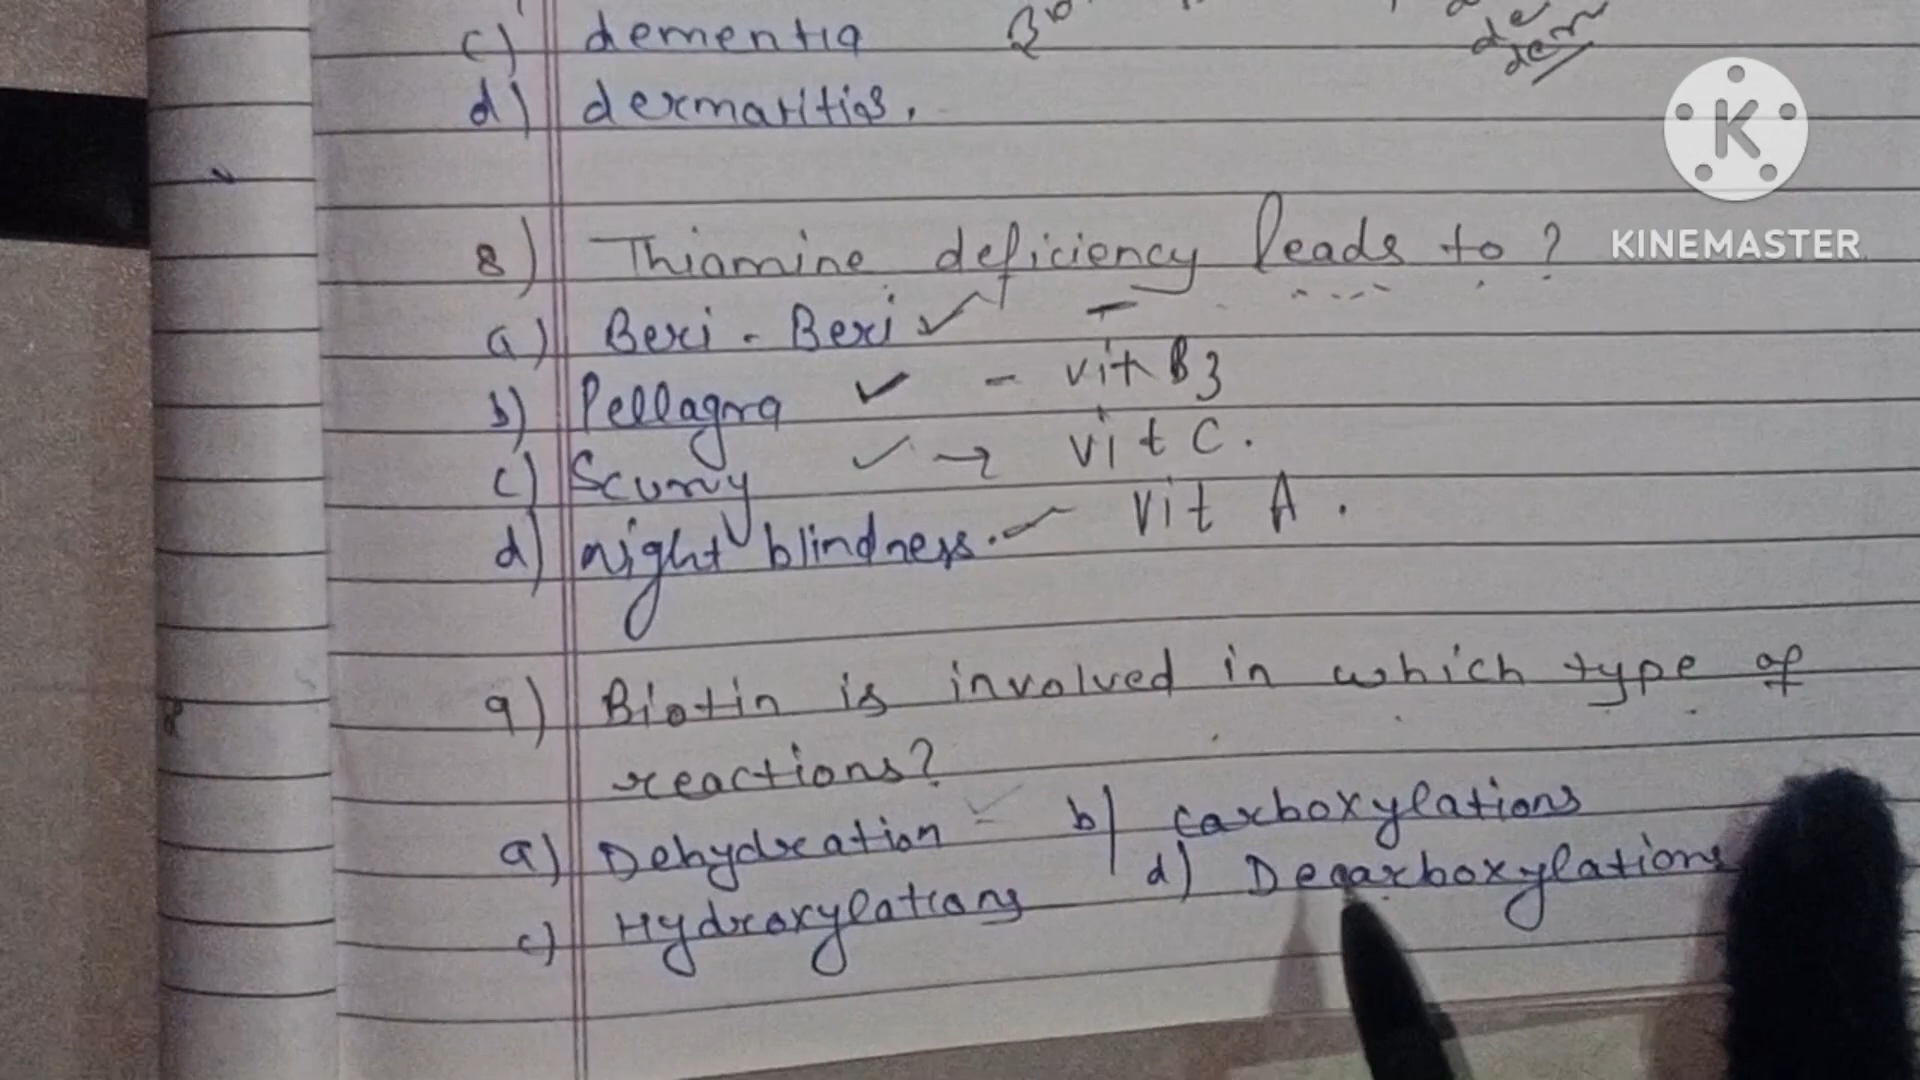 c) dementia
d) dermatitis.
8) Thiamine deficiency leads to?
a) Beri - Beri ✓ -
b) Pellagra ✓ - vit B3
c) Scurvy ✓ → vit C.
d) night blindness. vit A.
9) Biotin is involved in which type of
reactions?
a) Dehydration b) carboxylations
c) Hydroxylations d) Decarboxylations
K
KINEMASTER